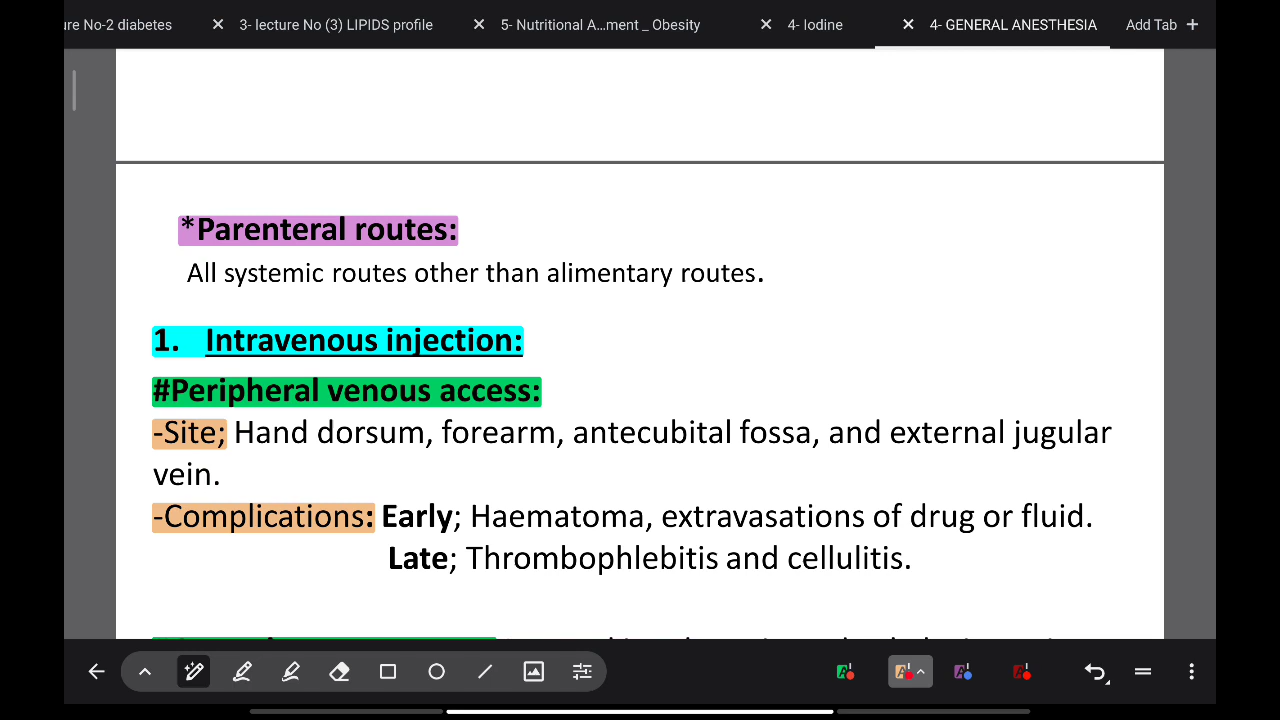 ure No-2 diabetes
3- lecture No (3) LIPIDS profile
5- Nutritional A...ment _ Obesity
4- Iodine
4- GENERAL ANESTHESIA
Add Tab +
*Parenteral routes:
All systemic routes other than alimentary routes.
1. Intravenous injection:
#Peripheral venous access:
-Site; Hand dorsum, forearm, antecubital fossa, and external jugular
vein.
-Complications: Early; Haematoma, extravasations of drug or fluid.
Late; Thrombophlebitis and cellulitis.